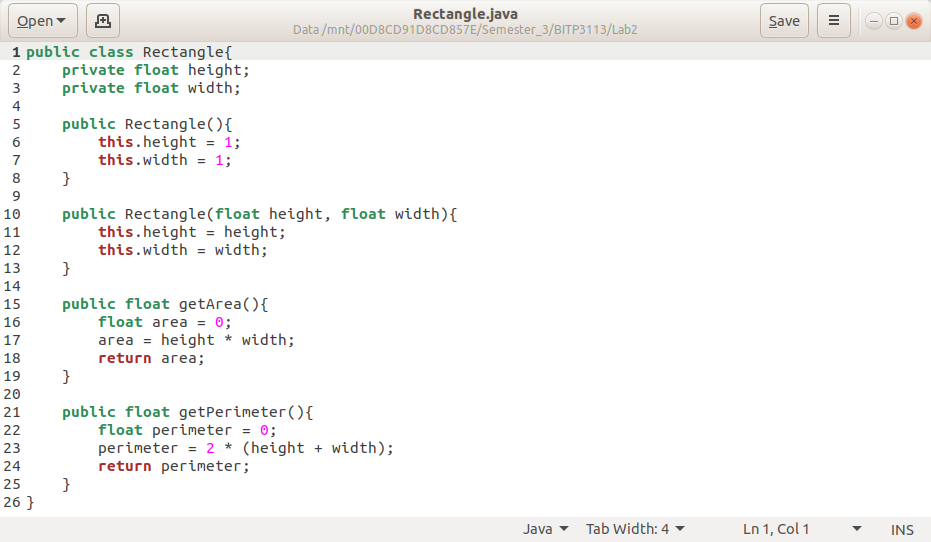 Open
Rectangle.java
Data /mnt/00D8CD91D8CD857E/Semester_3/BITP3113/Lab2
Save
1 public class Rectangle{
2     private float height;
3     private float width;
4
5     public Rectangle(){
6         this.height = 1;
7         this.width = 1;
8     }
9
10     public Rectangle(float height, float width){
11         this.height = height;
12         this.width = width;
13     }
14
15     public float getArea(){
16         float area = 0;
17         area = height * width;
18         return area;
19     }
20
21     public float getPerimeter(){
22         float perimeter = 0;
23         perimeter = 2 * (height + width);
24         return perimeter;
25     }
26 }
Java Tab Width: 4 Ln 1, Col 1 INS